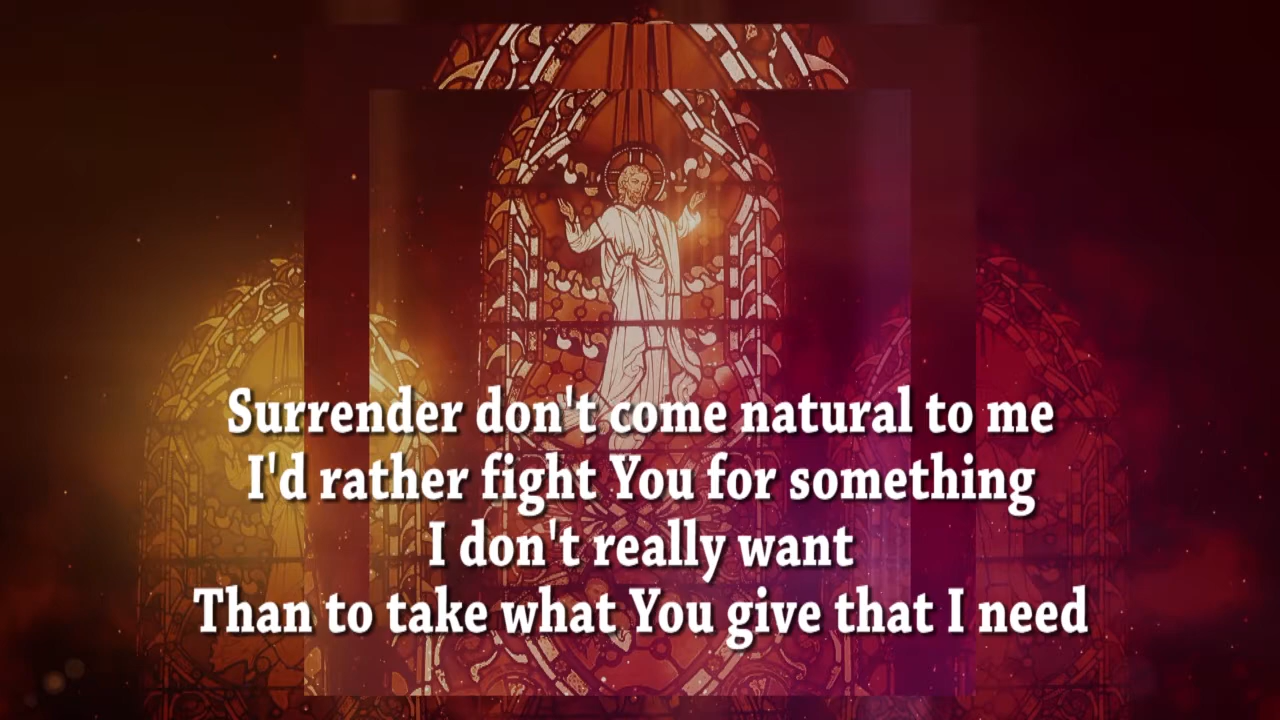 Surrender don't come natural to me
I'd rather fight You for something
I don't really want
Than to take what You give that I need